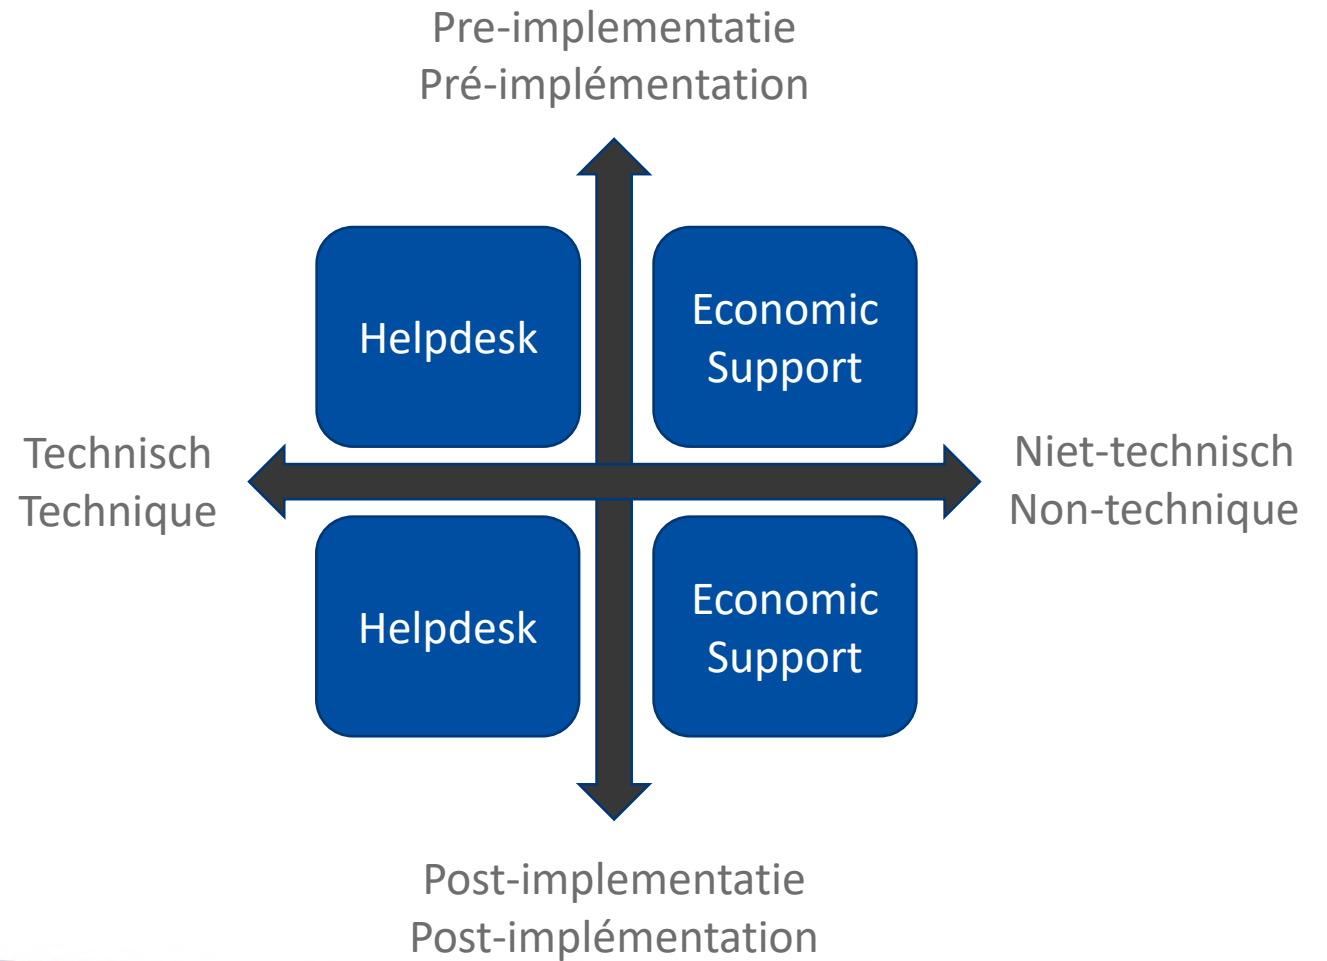 Pre-implementatie
Pré-implémentation
Helpdesk
Economic
Support
Technisch
Technique
Niet-technisch
Non-technique
Helpdesk
Economic
Support
Post-implementatie
Post-implémentation